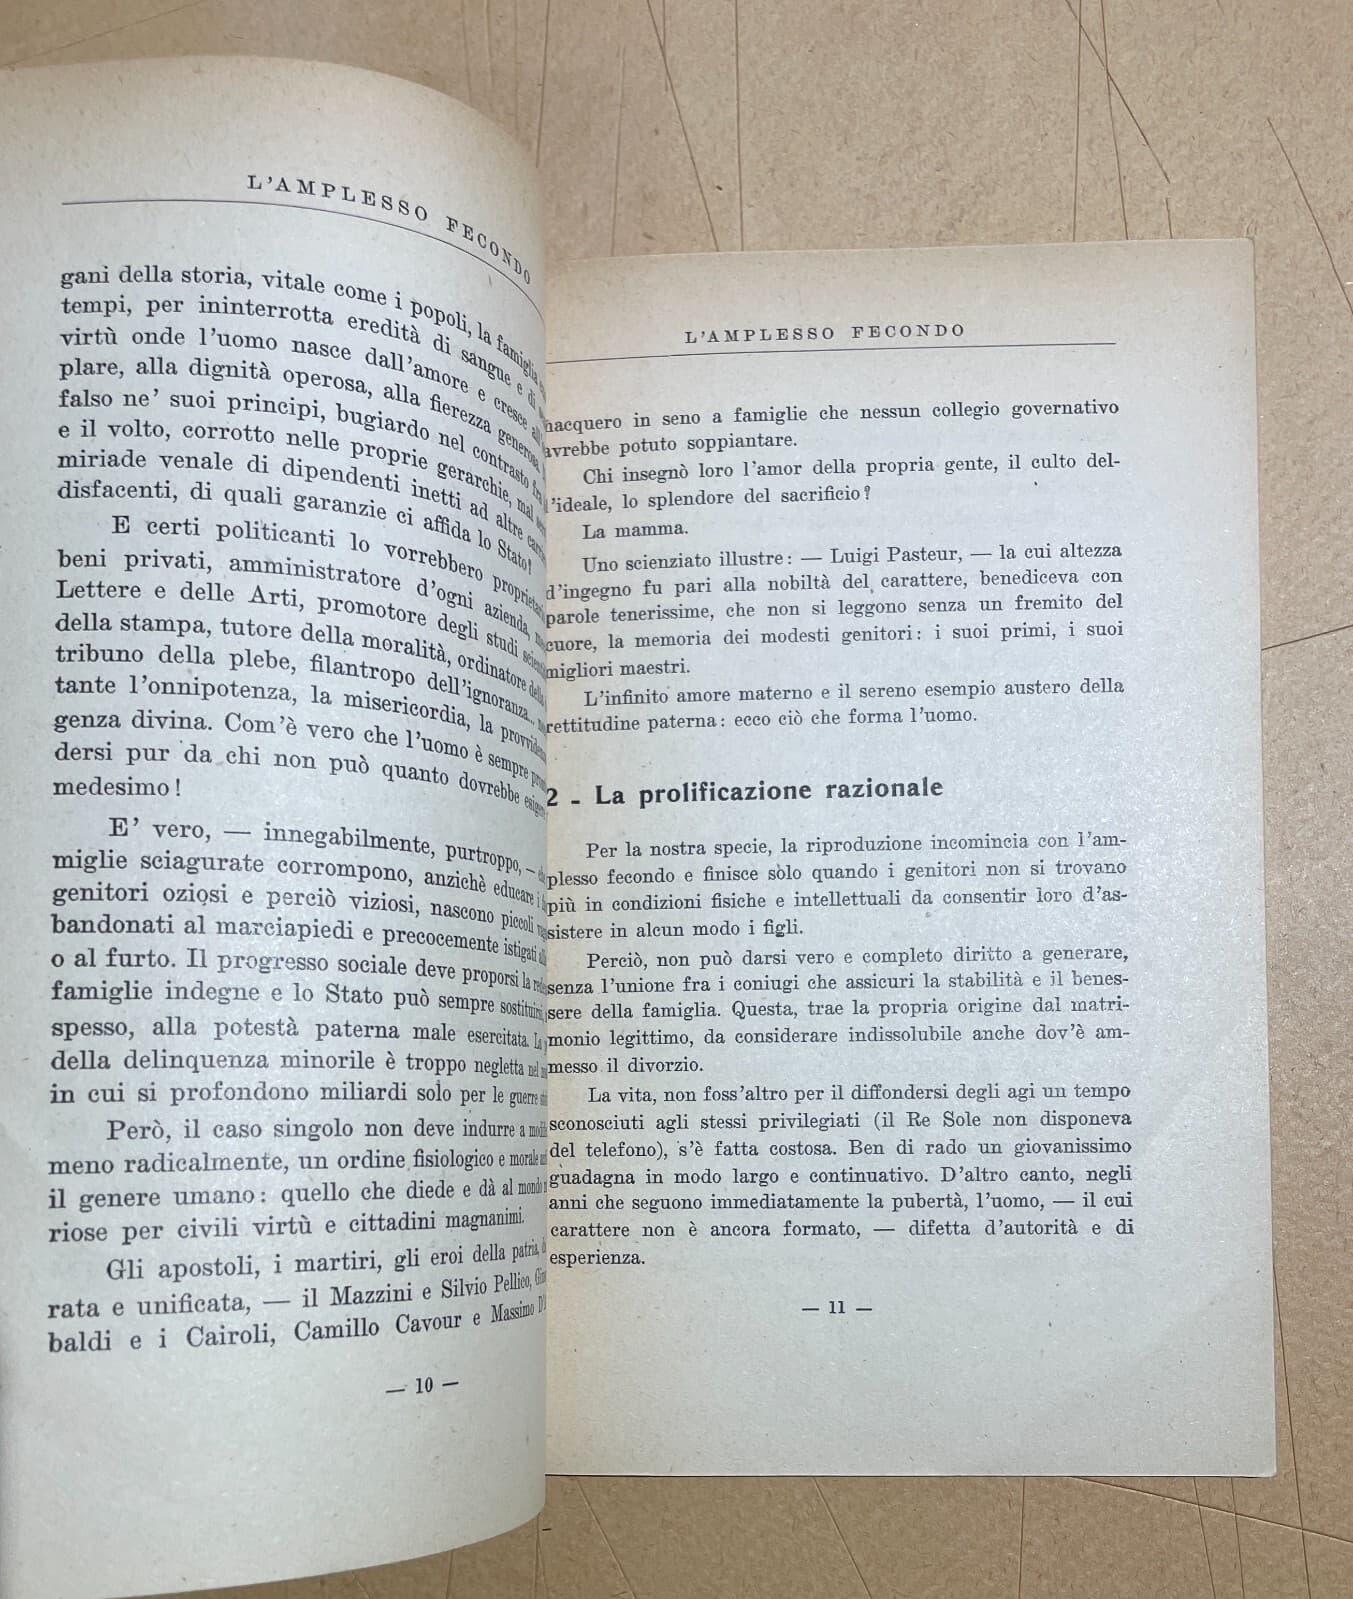 L'AMPLESSO FECONDO
gani della storia, vitale come i popoli, la famiglia
tempi, per ininterrotta eredità di sangue e di
virtù onde l'uomo nasce dall'amore e cresce
plare, alla dignità operosa, alla fierezza generosa
falso ne' suoi principi, bugiardo nel contrasto
e il volto, corrotto nelle proprie gerarchie, mal
miriade venale di dipendenti inetti ad altre
disfacenti, di quali garanzie ci affida lo Stato!
E certi politicanti lo vorrebbero
beni privati, amministratore d'ogni azienda,
Lettere e delle Arti, promotore degli studi
della stampa, tutore della moralità, ordinatore
tribuno della plebe, filantropo dell'ignoranza...
tante l'onnipotenza, la misericordia, la
genza divina. Com'è vero che l'uomo è sempre
dersi pur da chi non può quanto dovrebbe
medesimo!
E' vero, — innegabilmente, purtroppo, —
miglie sciagurate corrompono, anzichè educare i
genitori oziosi e perciò viziosi, nascono piccoli
bandonati al marciapiedi e precocemente istigati
o al furto. Il progresso sociale deve proporsi la
famiglie indegne e lo Stato può sempre sostituirsi,
spesso, alla potestà paterna male esercitata. La
della delinquenza minorile è troppo negletta nel
in cui si profondono miliardi solo per le guerre
Però, il caso singolo non deve indurre a
meno radicalmente, un ordine fisiologico e morale
il genere umano: quello che diede e dà al mondo
riose per civili virtù e cittadini magnanimi.
Gli apostoli, i martiri, gli eroi della patria,
rata e unificata, — il Mazzini e Silvio Pellico,
baldi e i Cairoli, Camillo Cavour e Massimo
— 10 —
L'AMPLESSO FECONDO
nacquero in seno a famiglie che nessun collegio governativo
avrebbe potuto soppiantare.
Chi insegnò loro l'amor della propria gente, il culto del-
l'ideale, lo splendore del sacrificio?
La mamma.
Uno scienziato illustre: — Luigi Pasteur, — la cui altezza
d'ingegno fu pari alla nobiltà del carattere, benediceva con
parole tenerissime, che non si leggono senza un fremito del
cuore, la memoria dei modesti genitori: i suoi primi, i suoi
migliori maestri.
L'infinito amore materno e il sereno esempio austero della
rettitudine paterna: ecco ciò che forma l'uomo.
2 - La prolificazione razionale
Per la nostra specie, la riproduzione incomincia con l'am-
plesso fecondo e finisce solo quando i genitori non si trovano
più in condizioni fisiche e intellettuali da consentir loro d'as-
sistere in alcun modo i figli.
Perciò, non può darsi vero e completo diritto a generare,
senza l'unione fra i coniugi che assicuri la stabilità e il benes-
sere della famiglia. Questa, trae la propria origine dal matri-
monio legittimo, da considerare indissolubile anche dov'è am-
messo il divorzio.
La vita, non foss'altro per il diffondersi degli agi un tempo
sconosciuti agli stessi privilegiati (il Re Sole non disponeva
del telefono), s'è fatta costosa. Ben di rado un giovanissimo
guadagna in modo largo e continuativo. D'altro canto, negli
anni che seguono immediatamente la pubertà, l'uomo, — il cui
carattere non è ancora formato, — difetta d'autorità e di
esperienza.
— 11 —